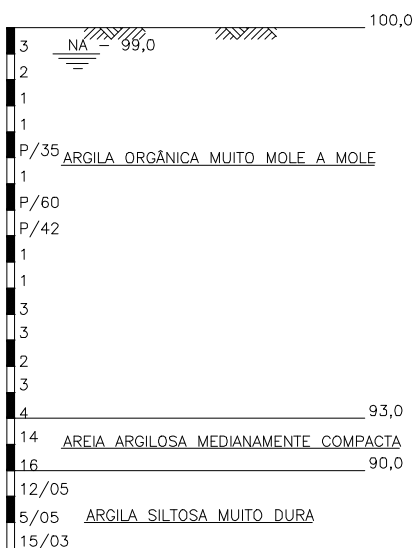 100,0
3 NA - 99,0
2
1
1
P/35 ARGILA ORGÂNICA MUITO MOLE A MOLE
1
P/60
P/42
1
1
3
3
2
3
4 93,0
14 AREIA ARGILOSA MEDIANAMENTE COMPACTA
16 90,0
12/05
5/05 ARGILA SILTOSA MUITO DURA
15/03